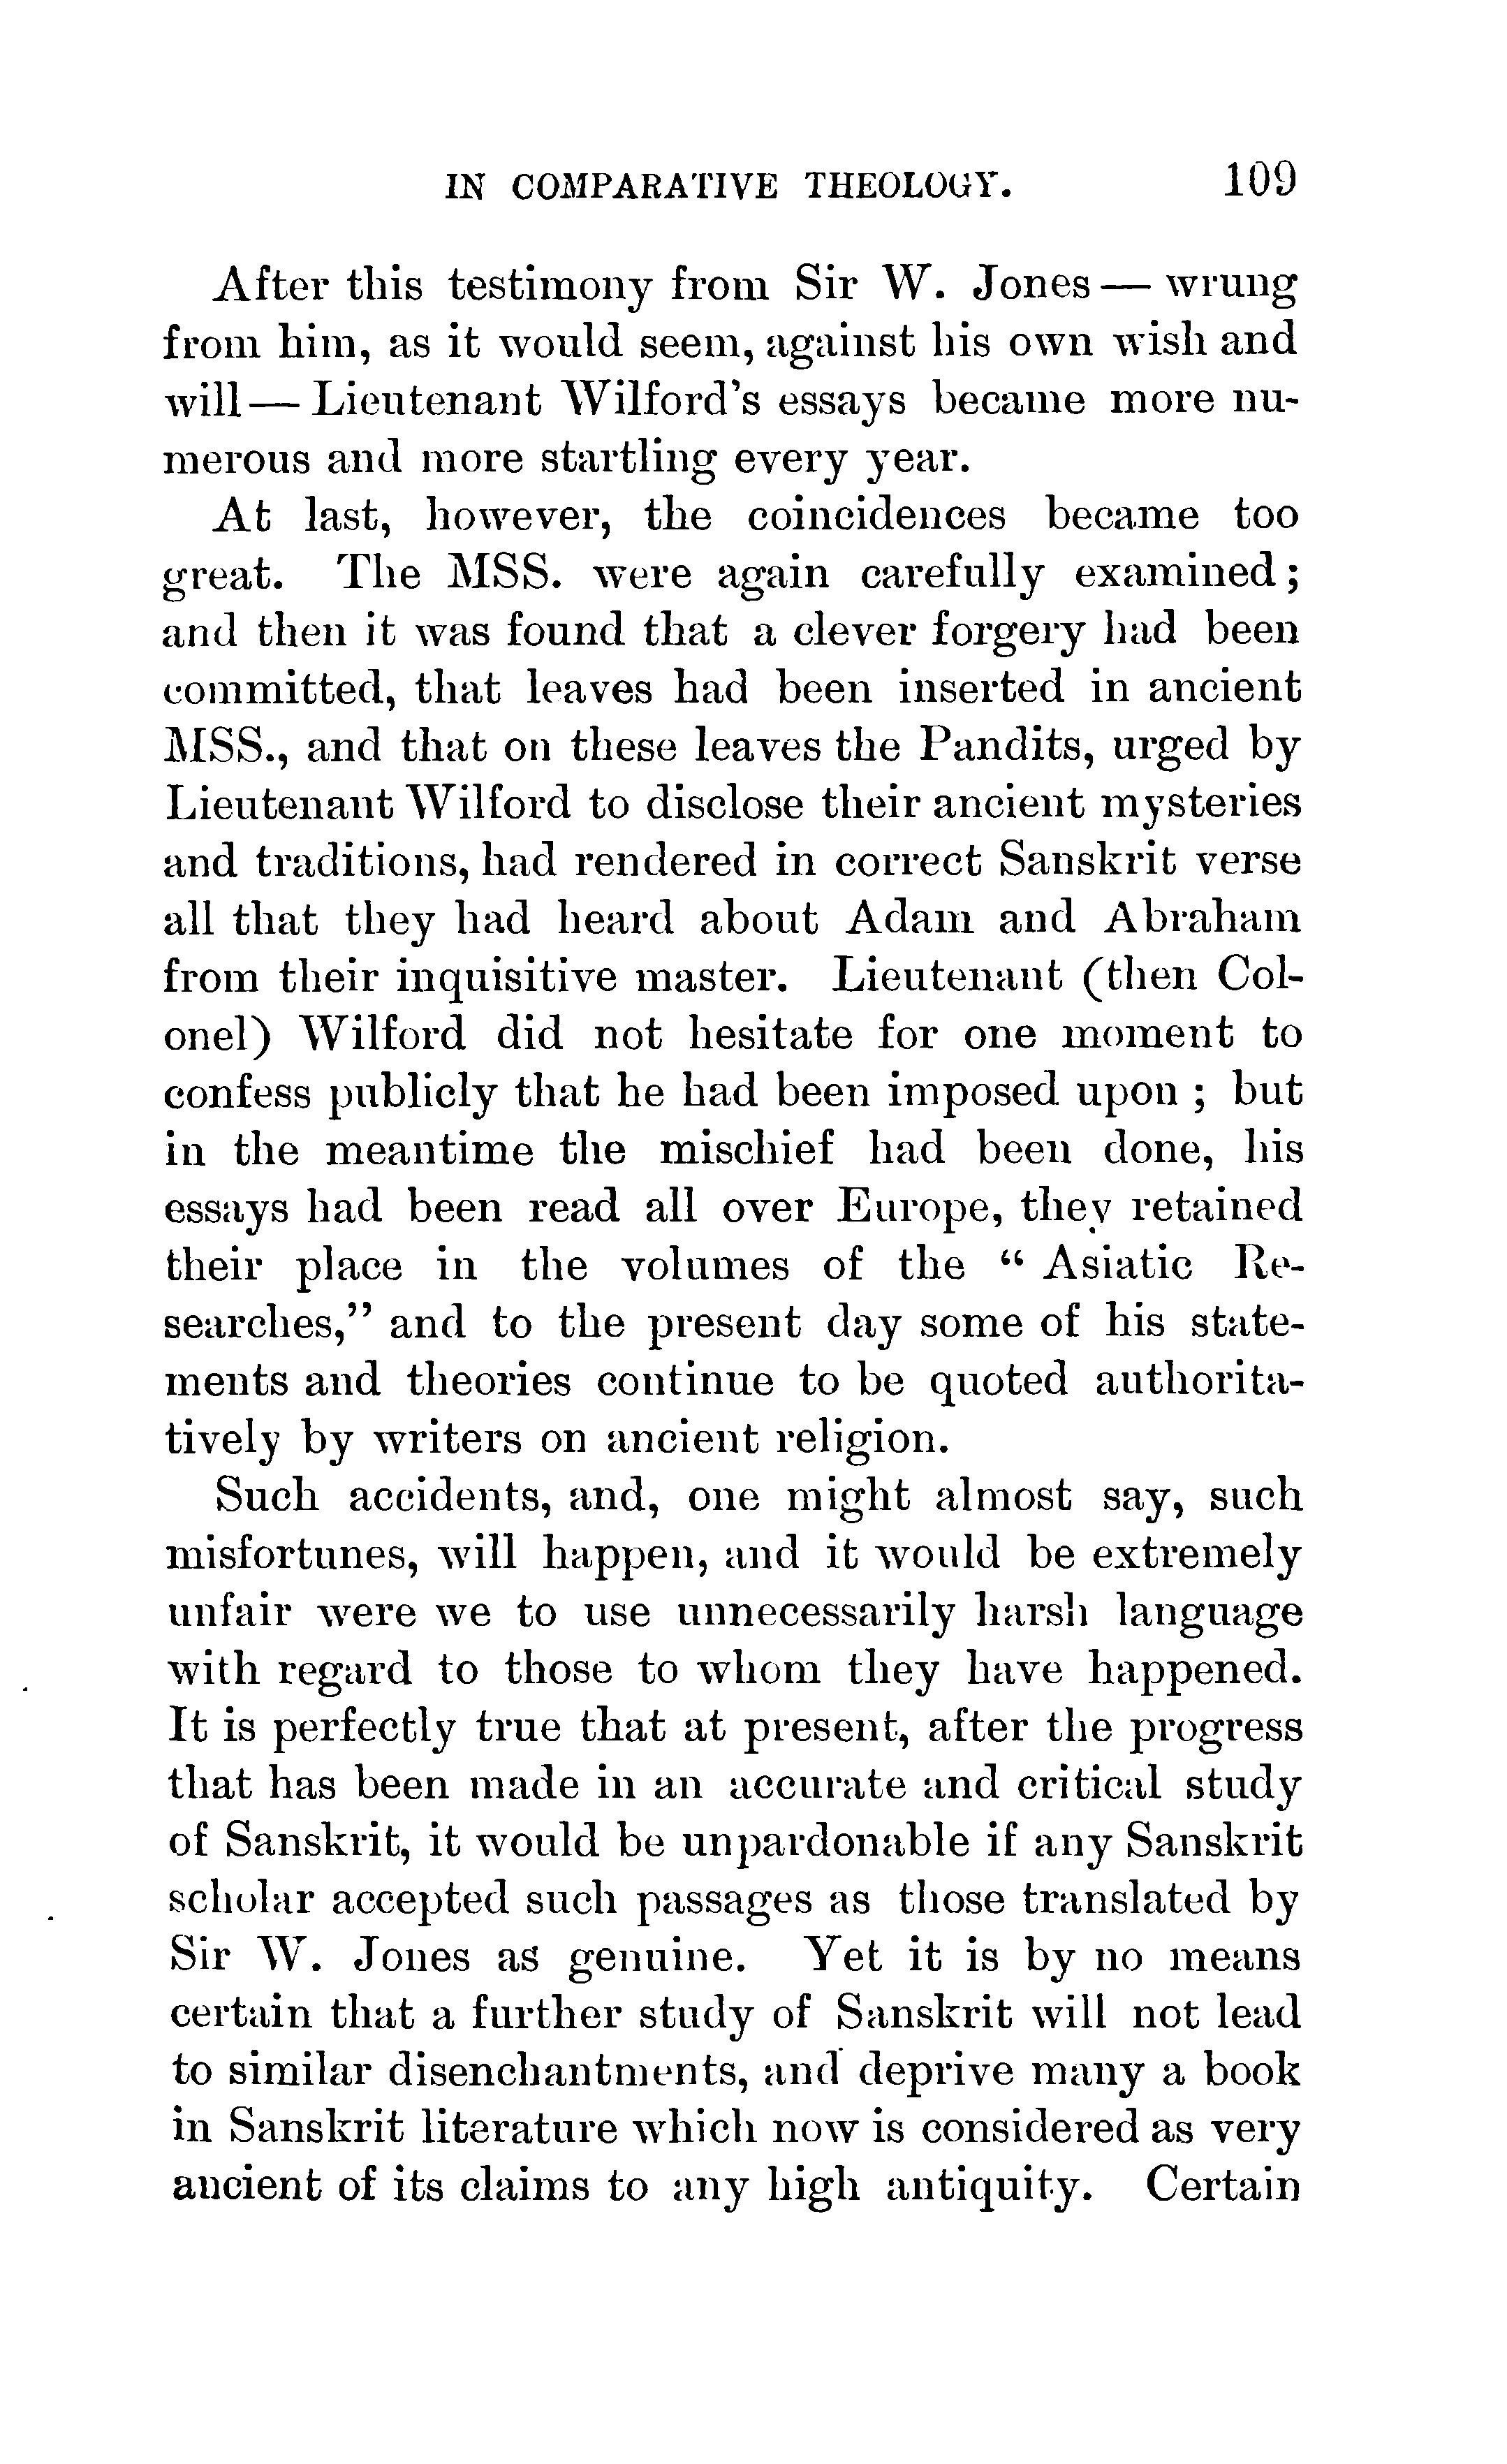 IN COMPARATIVE THEOLOGY. 109
After this testimony from Sir W. Jones — wrung
from him, as it would seem, against his own wish and
will — Lieutenant Wilford's essays became more nu-
merous and more startling every year.
At last, however, the coincidences became too
great. The MSS. were again carefully examined;
and then it was found that a clever forgery had been
committed, that leaves had been inserted in ancient
MSS., and that on these leaves the Pandits, urged by
Lieutenant Wilford to disclose their ancient mysteries
and traditions, had rendered in correct Sanskrit verse
all that they had heard about Adam and Abraham
from their inquisitive master. Lieutenant (then Col-
onel) Wilford did not hesitate for one moment to
confess publicly that he had been imposed upon ; but
in the meantime the mischief had been done, his
essays had been read all over Europe, they retained
their place in the volumes of the “ Asiatic Re-
searches,” and to the present day some of his state-
ments and theories continue to be quoted authorita-
tively by writers on ancient religion.
Such accidents, and, one might almost say, such
misfortunes, will happen, and it would be extremely
unfair were we to use unnecessarily harsh language
with regard to those to whom they have happened.
It is perfectly true that at present, after the progress
that has been made in an accurate and critical study
of Sanskrit, it would be unpardonable if any Sanskrit
scholar accepted such passages as those translated by
Sir W. Jones as genuine. Yet it is by no means
certain that a further study of Sanskrit will not lead
to similar disenchantments, and deprive many a book
in Sanskrit literature which now is considered as very
ancient of its claims to any high antiquity. Certain